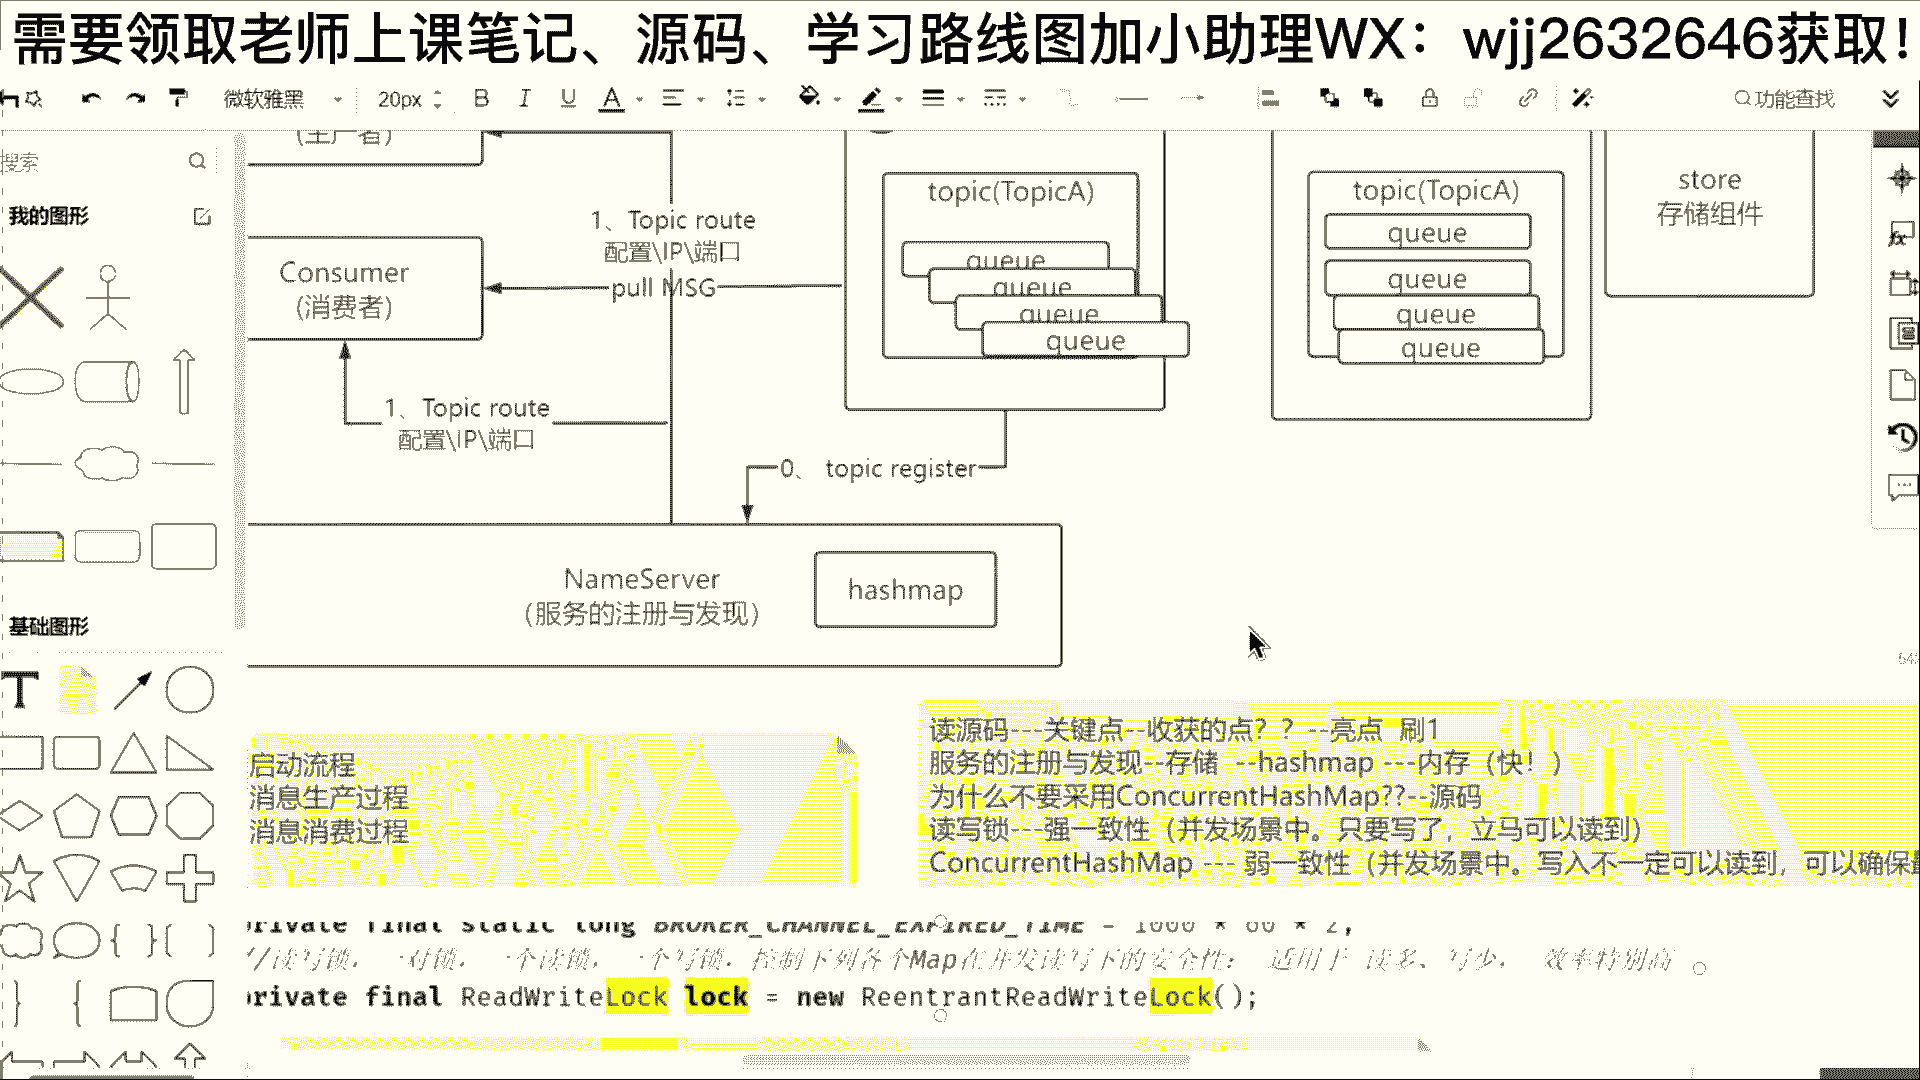 需要领取老师上课笔记、源码、学习路线图加小助理WX：wjj2632646获取！
微软雅黑 20px B I U A 功能查找
搜索
我的图形
基础图形
T
(生产者)
Consumer
(消费者)
1、Topic route
配置\IP\端口
pull MSG
1、Topic route
配置\IP\端口
topic(TopicA)
queue
queue
queue
queue
topic(TopicA)
queue
queue
queue
queue
store
存储组件
0、 topic register
NameServer
（服务的注册与发现）
hashmap
启动流程
消息生产过程
消息消费过程
读源码---关键点--收获的点？？--亮点 刷1
服务的注册与发现--存储 --hashmap ---内存（快！）
为什么不要采用ConcurrentHashMap??--源码
读写锁---强一致性（并发场景中。只要写了，立马可以读到）
ConcurrentHashMap --- 弱一致性（并发场景中。写入不一定可以读到，可以确保
private final static long BROKER_CHANNEL_EXPIRED_TIME = 1000 * 60 * 2;
//读写锁，一对锁，一个读锁，一个写锁，控制下列各个Map在并发读写下的安全性： 适用于 读多、写少， 效率特别高
private final ReadWriteLock lock = new ReentrantReadWriteLock();